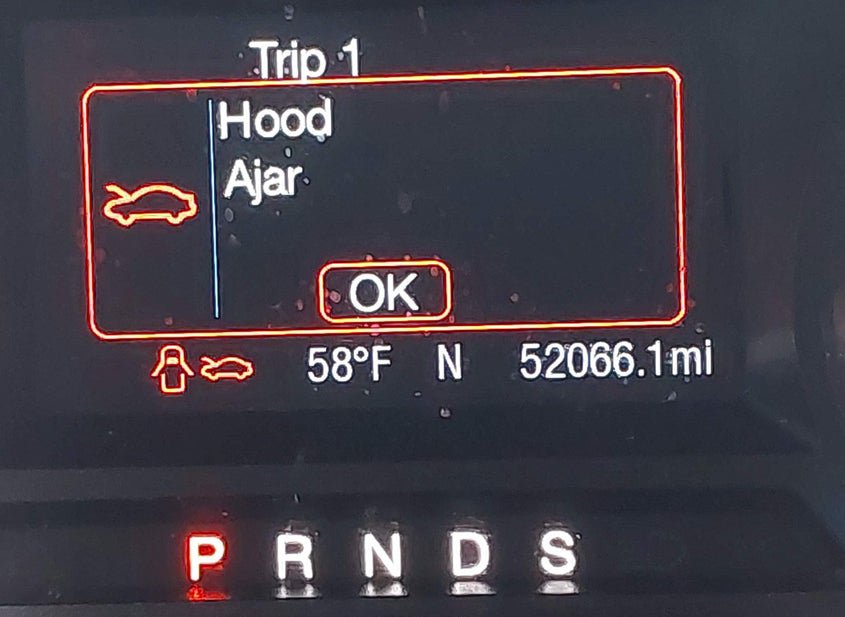 Trip 1
Hood
Ajar
OK
58°F N 52066.1mi
P R N D S